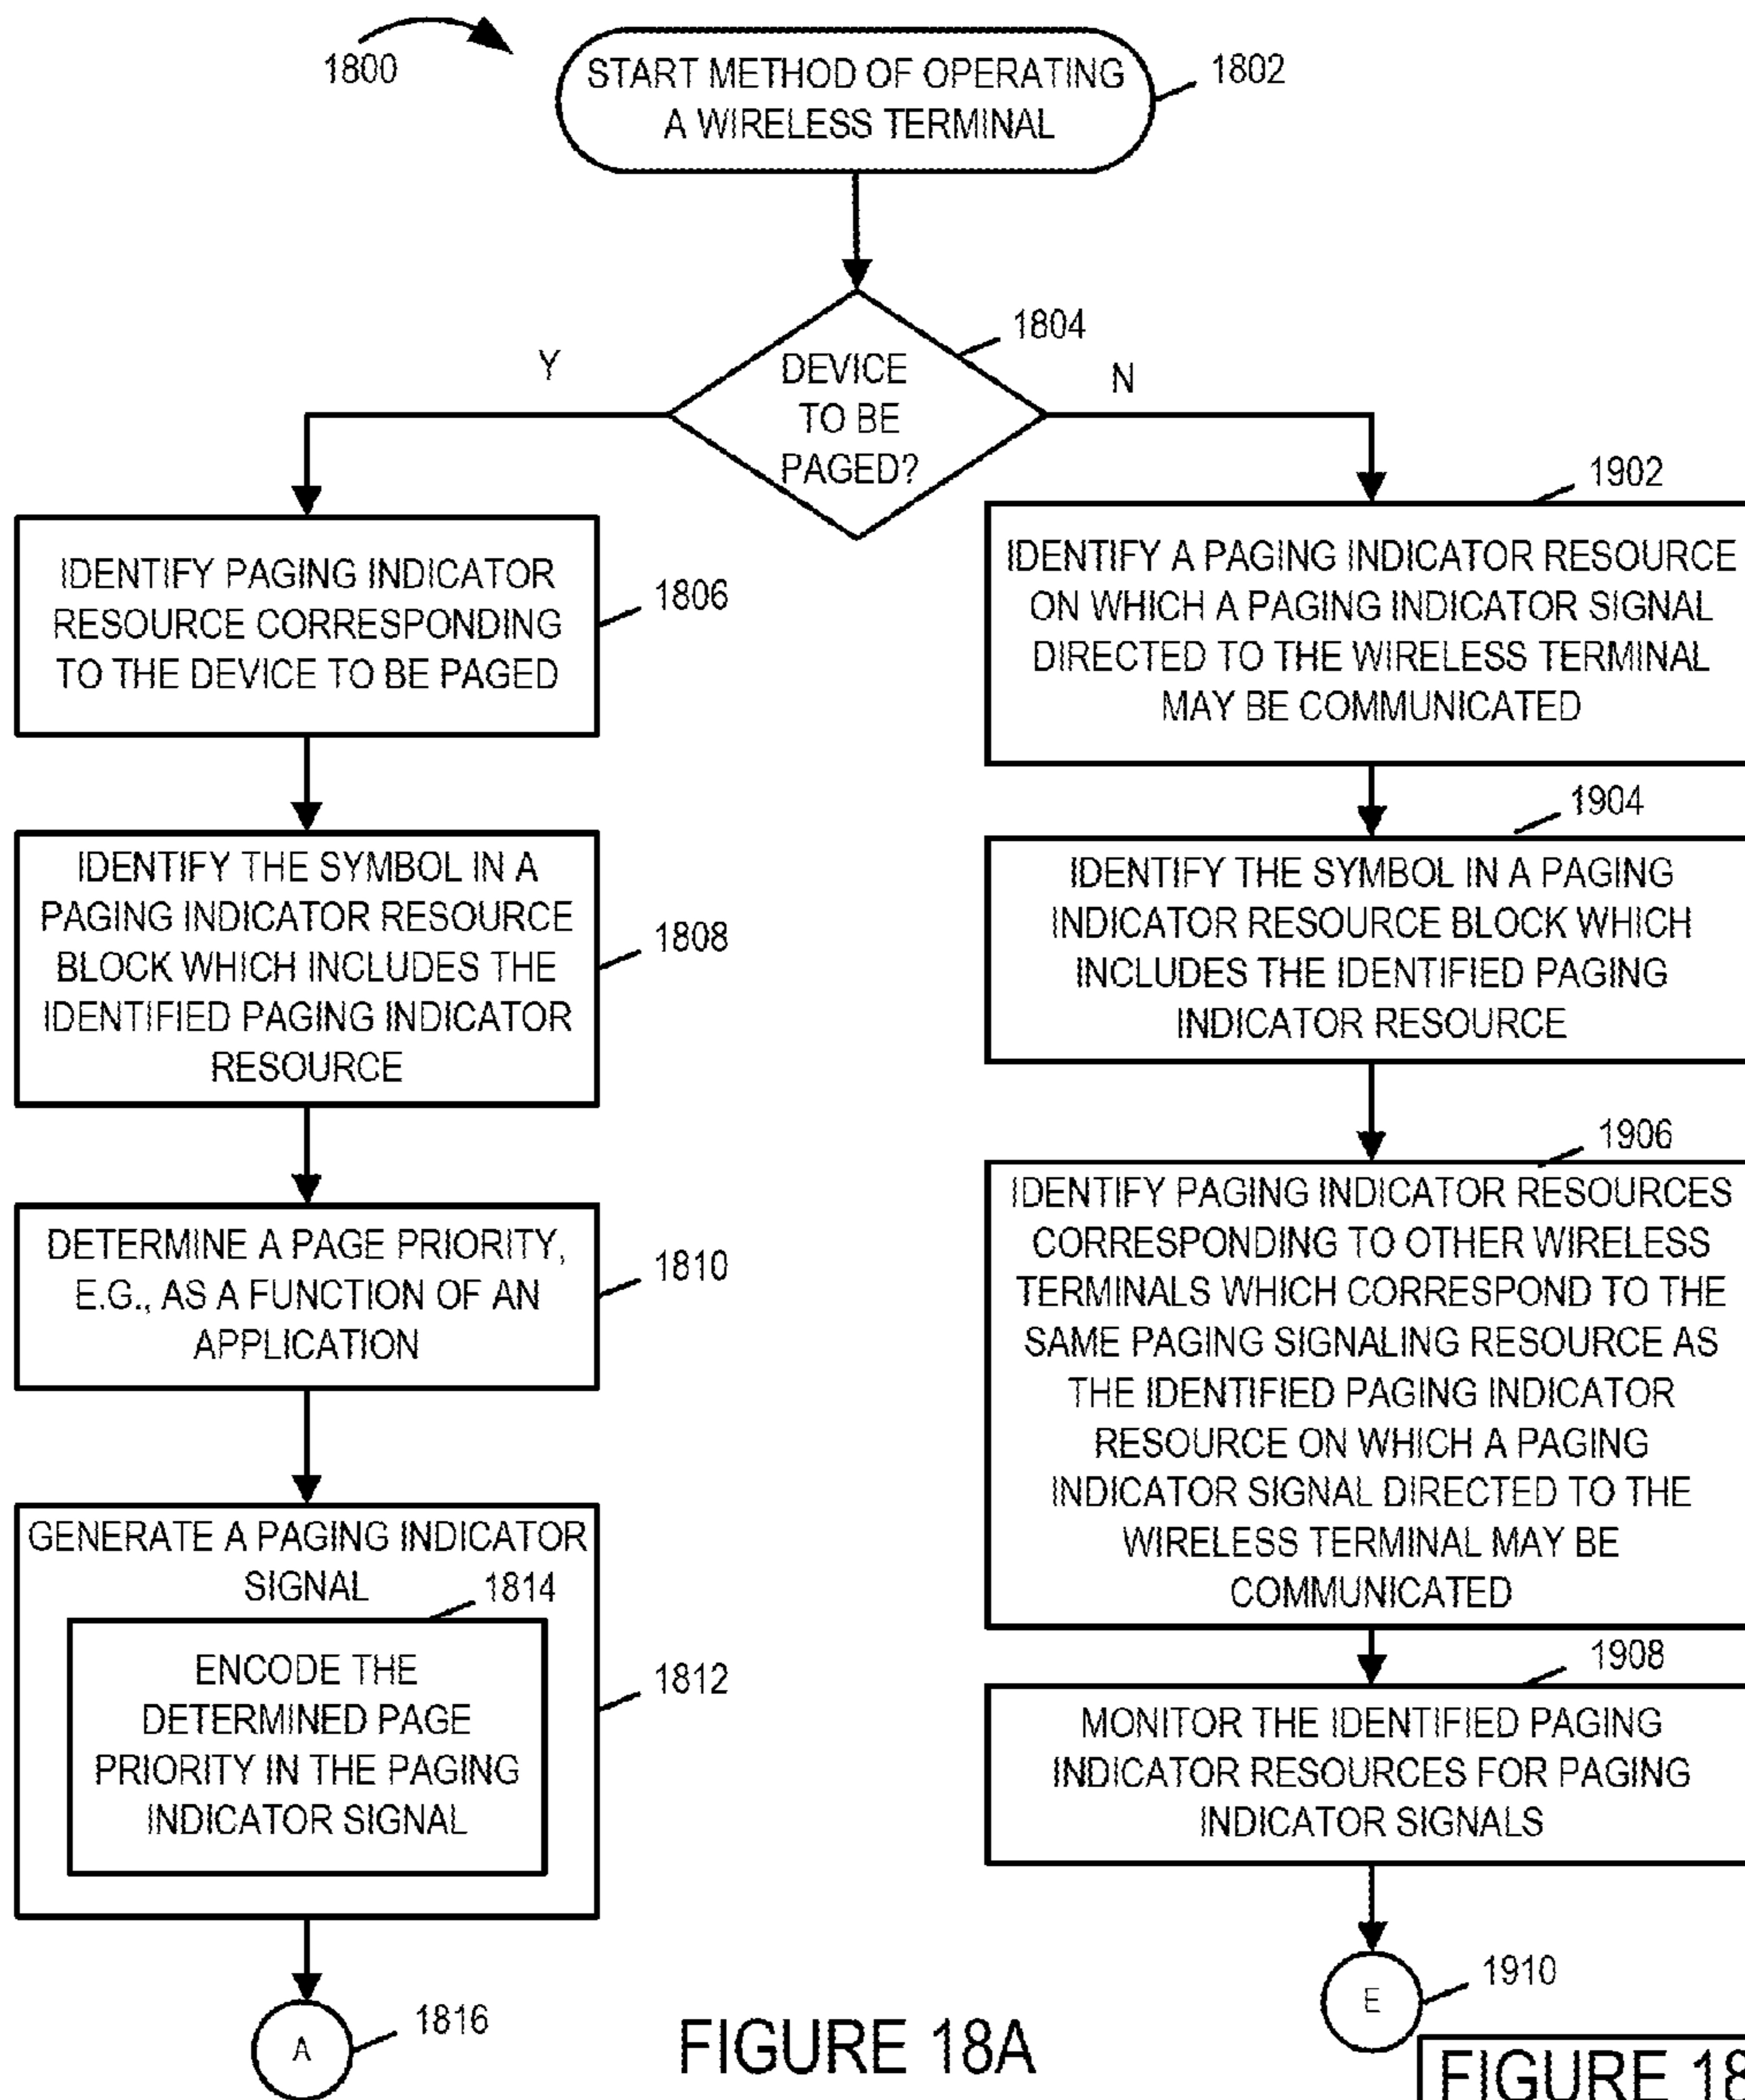 1800
START METHOD OF OPERATING
A WIRELESS TERMINAL
1802
1804
DEVICE
TO BE
PAGED?
Y
N
IDENTIFY PAGING INDICATOR
RESOURCE CORRESPONDING
TO THE DEVICE TO BE PAGED
1806
IDENTIFY THE SYMBOL IN A
PAGING INDICATOR RESOURCE
BLOCK WHICH INCLUDES THE
IDENTIFIED PAGING INDICATOR
RESOURCE
1808
DETERMINE A PAGE PRIORITY,
E.G., AS A FUNCTION OF AN
APPLICATION
1810
GENERATE A PAGING INDICATOR
SIGNAL
1814
ENCODE THE
DETERMINED PAGE
PRIORITY IN THE PAGING
INDICATOR SIGNAL
1812
A
1816
1902
IDENTIFY A PAGING INDICATOR RESOURCE
ON WHICH A PAGING INDICATOR SIGNAL
DIRECTED TO THE WIRELESS TERMINAL
MAY BE COMMUNICATED
1904
IDENTIFY THE SYMBOL IN A PAGING
INDICATOR RESOURCE BLOCK WHICH
INCLUDES THE IDENTIFIED PAGING
INDICATOR RESOURCE
1906
IDENTIFY PAGING INDICATOR RESOURCES
CORRESPONDING TO OTHER WIRELESS
TERMINALS WHICH CORRESPOND TO THE
SAME PAGING SIGNALING RESOURCE AS
THE IDENTIFIED PAGING INDICATOR
RESOURCE ON WHICH A PAGING
INDICATOR SIGNAL DIRECTED TO THE
WIRELESS TERMINAL MAY BE
COMMUNICATED
1908
MONITOR THE IDENTIFIED PAGING
INDICATOR RESOURCES FOR PAGING
INDICATOR SIGNALS
E
1910
FIGURE 18A
FIGURE 18